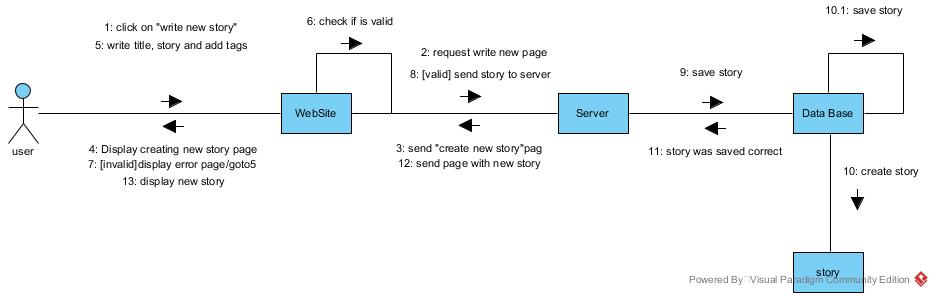 10.1: save story
6: check if is valid
1: click on "write new story"
5: write title, story and add tags
2: request write new page
8: [valid] send story to server
9: save story
WebSite
Server
Data Base
user
4: Display creating new story page
7: [invalid]display error page/goto5
13: display new story
3: send "create new story"pag
12: send page with new story
11: story was saved correct
10: create story
story
Powered By Visual Paradigm Community Edition